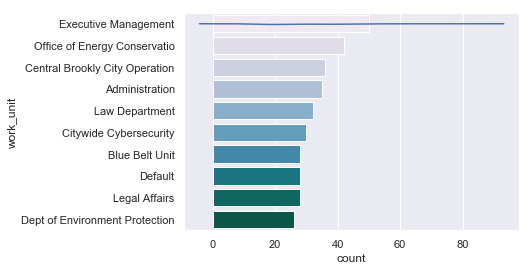 work_unit
Executive Management
Office of Energy Conservatio
Central Brookly City Operation
Administration
Law Department
Citywide Cybersecurity
Blue Belt Unit
Default
Legal Affairs
Dept of Environment Protection
0 20 40 60 80
count